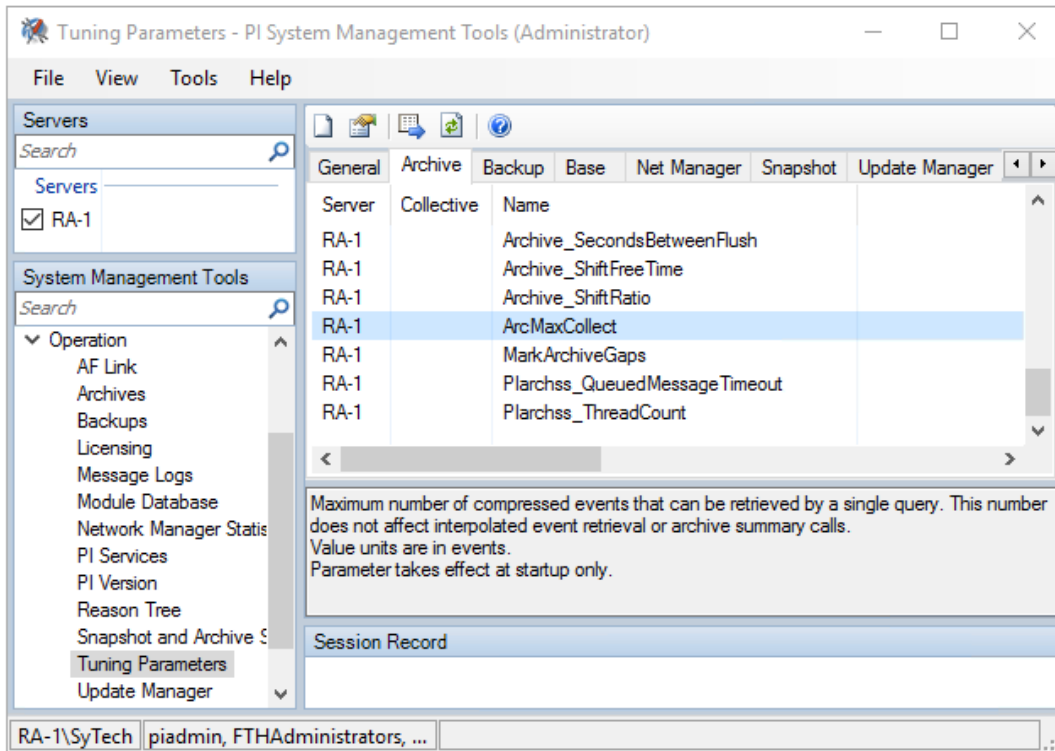 Tuning Parameters - PI System Management Tools (Administrator)
File View Tools Help
Servers
Search
Servers
RA-1
System Management Tools
Search
Operation
AF Link
Archives
Backups
Licensing
Message Logs
Module Database
Network Manager Statis
PI Services
PI Version
Reason Tree
Snapshot and Archive S
Tuning Parameters
Update Manager
General Archive Backup Base Net Manager Snapshot Update Manager
Server Collective Name
RA-1 Archive_SecondsBetweenFlush
RA-1 Archive_ShiftFreeTime
RA-1 Archive_ShiftRatio
RA-1 ArcMaxCollect
RA-1 MarkArchiveGaps
RA-1 PIarchss_QueuedMessageTimeout
RA-1 PIarchss_ThreadCount
Maximum number of compressed events that can be retrieved by a single query. This number
does not affect interpolated event retrieval or archive summary calls.
Value units are in events.
Parameter takes effect at startup only.
Session Record
RA-1\SyTech piadmin, FTHAdministrators, ...